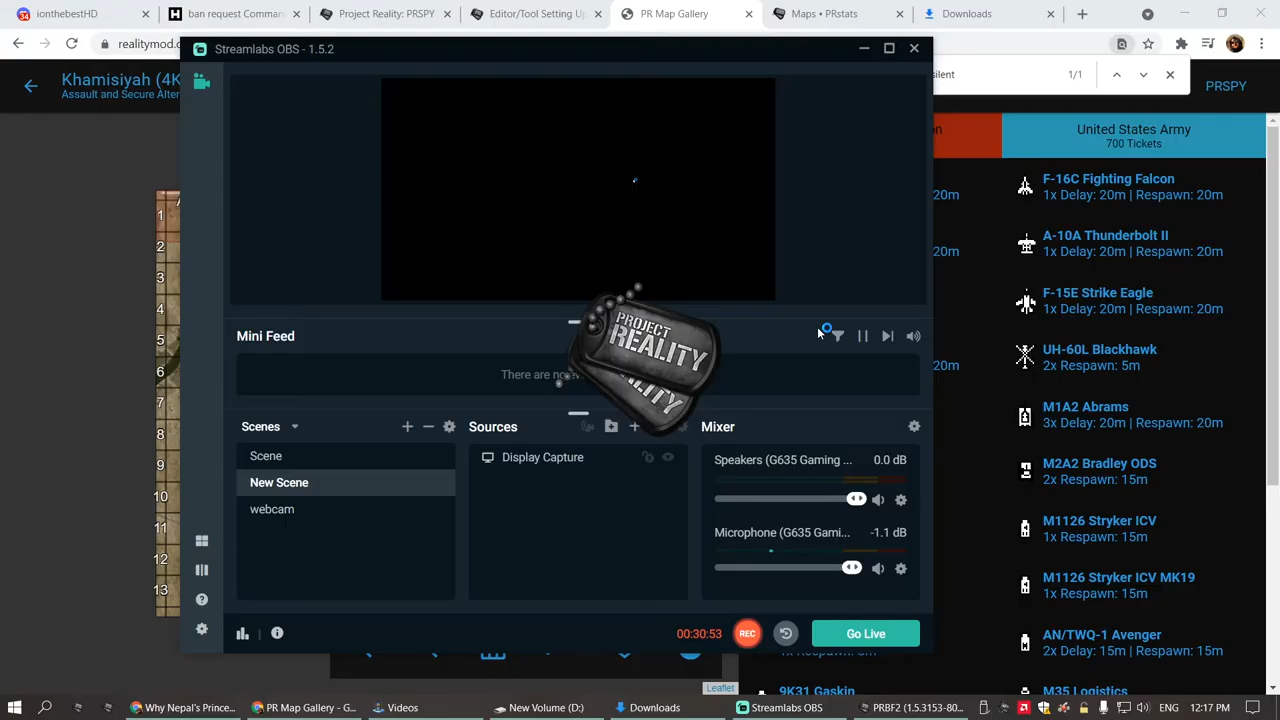 34
ionthebestHD
ban request Comman
Project Reality: PRSPY
Editor/Tool Setting Up
PR Map Gallery
Maps • PRstats
Downloads
realitymod.c
Streamlabs OBS - 1.5.2
silent
1/1
Khamisiyah (4K
Assault and Secure Alter
PRSPY
United States Army
700 Tickets
F-16C Fighting Falcon
20m
1x Delay: 20m | Respawn: 20m
A-10A Thunderbolt II
20m
1x Delay: 20m | Respawn: 20m
F-15E Strike Eagle
20m
1x Delay: 20m | Respawn: 20m
UH-60L Blackhawk
20m
2x Respawn: 5m
M1A2 Abrams
3x Delay: 20m | Respawn: 20m
M2A2 Bradley ODS
2x Respawn: 15m
M1126 Stryker ICV
1x Respawn: 15m
M1126 Stryker ICV MK19
1x Respawn: 15m
AN/TWQ-1 Avenger
2x Delay: 15m | Respawn: 15m
M35 Logistics
9K31 Gaskin
1
2
3
4
5
6
7
8
9
10
11
12
13
Mini Feed
There are no
PROJECT
REALITY
Scenes
Scene
New Scene
webcam
Sources
Display Capture
Mixer
Speakers (G635 Gaming ...
0.0 dB
Microphone (G635 Gami...
-1.1 dB
00:30:53
REC
Go Live
Leaflet
Why Nepal's Prince...
PR Map Gallery - G...
Videos
New Volume (D:)
Downloads
Streamlabs OBS
PRBF2 (1.5.3153-80...
ENG
12:17 PM